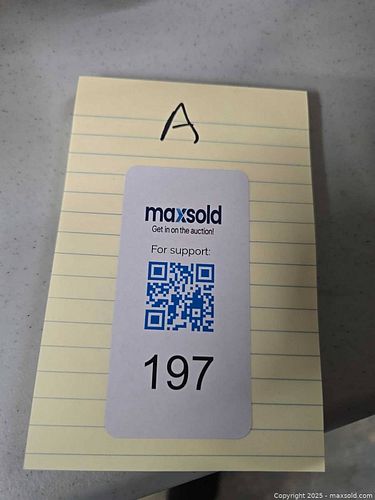 A
maxsold
Get in on the auction!
For support:
197
Copyright © 2025 - maxsold.com